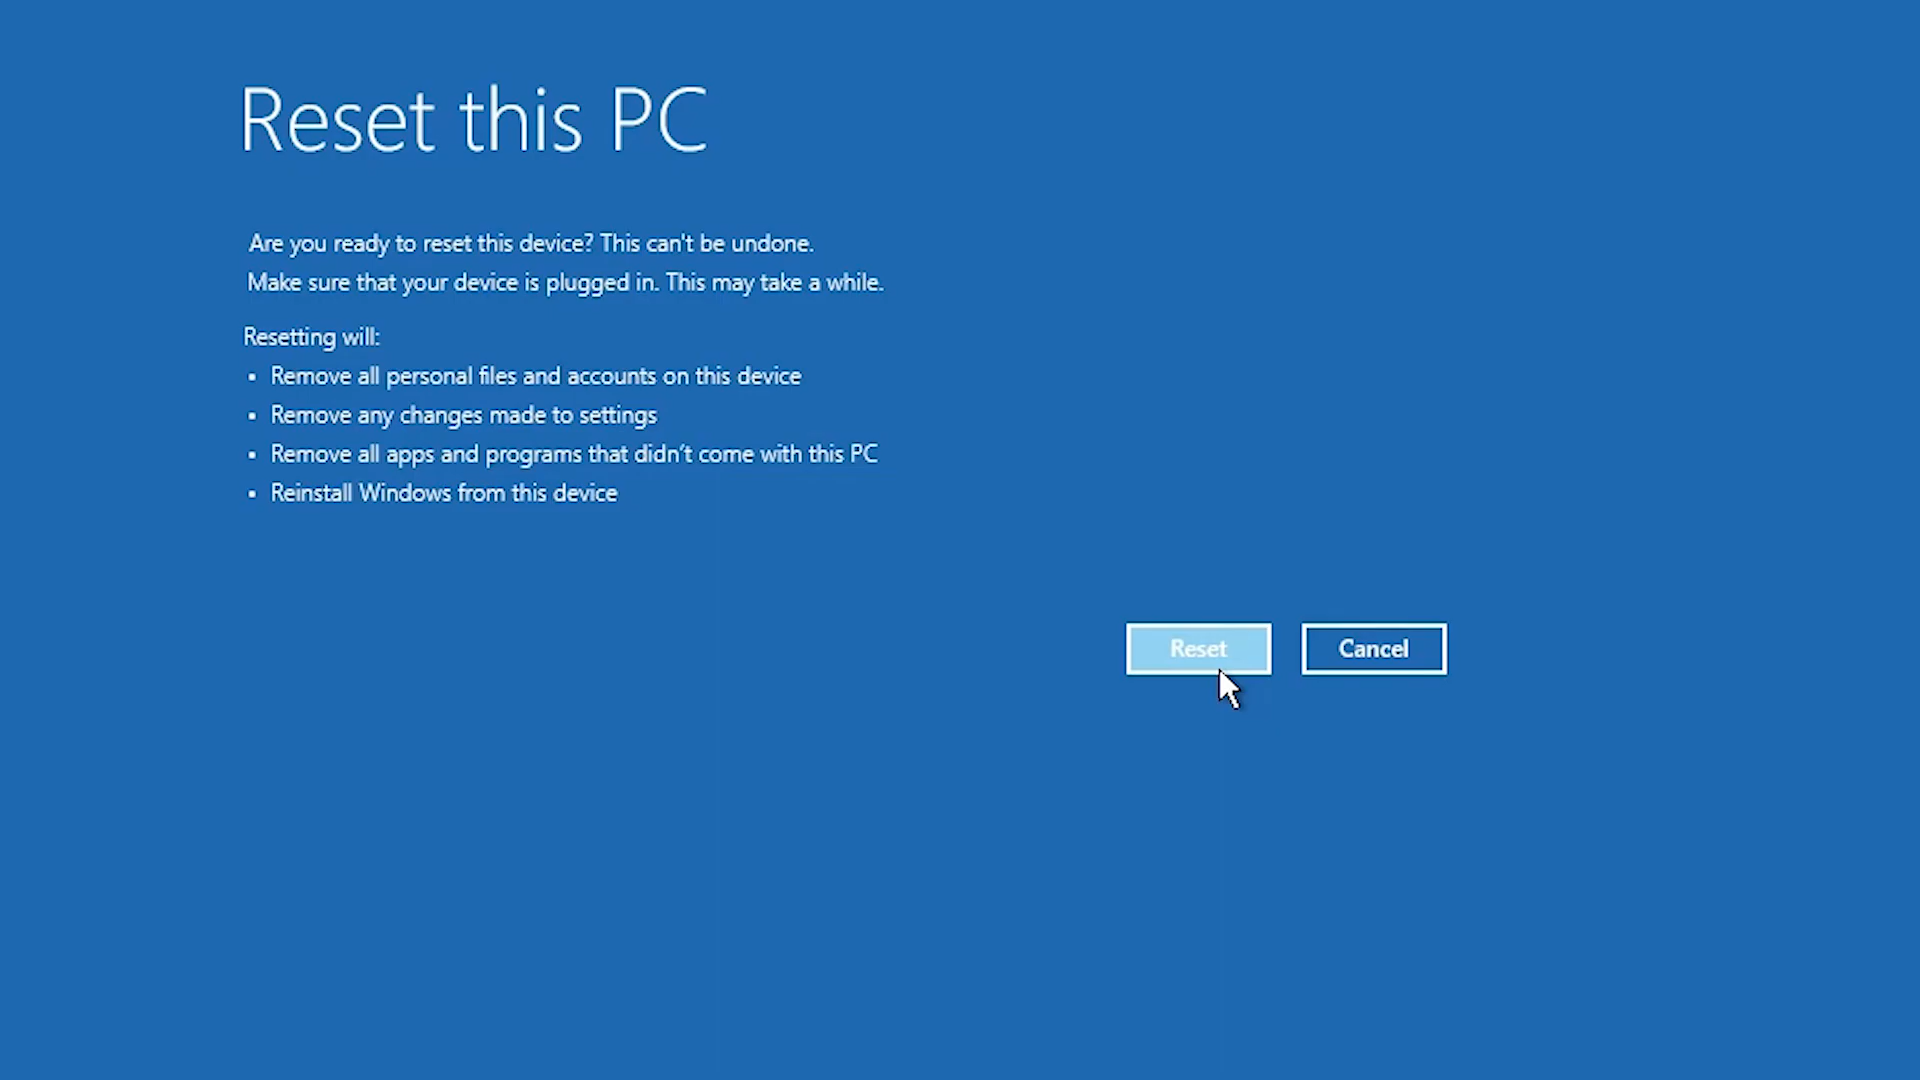 Reset this PC
Are you ready to reset this device? This can't be undone.
Make sure that your device is plugged in. This may take a while.
Resetting will:
▪ Remove all personal files and accounts on this device
▪ Remove any changes made to settings
▪ Remove all apps and programs that didn’t come with this PC
▪ Reinstall Windows from this device
Reset Cancel